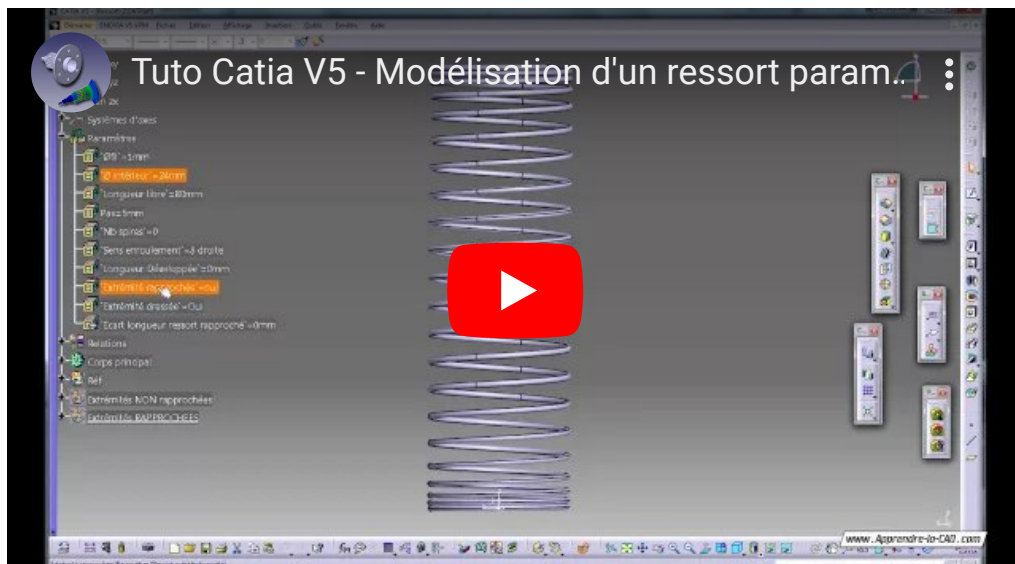 Tuto Catia V5 - Modélisation d'un ressort param..
Systèmes d'axes
Paramètres
`Ø intérieur`=24mm
`Longueur libre`=80mm
Pas=5mm
`Nb spires`=0
`Sens enroulement`=à droite
`Longueur Développée`=0mm
`Extrémité rapprochée`=oui
`Extrémité dressée`=Oui
`Ecart longueur ressort rapproché`=0mm
Relations
Corps principal
Réf
Extrémités NON rapprochées
Extrémités RAPPROCHEES
www.Apprendre-la-CAO.com